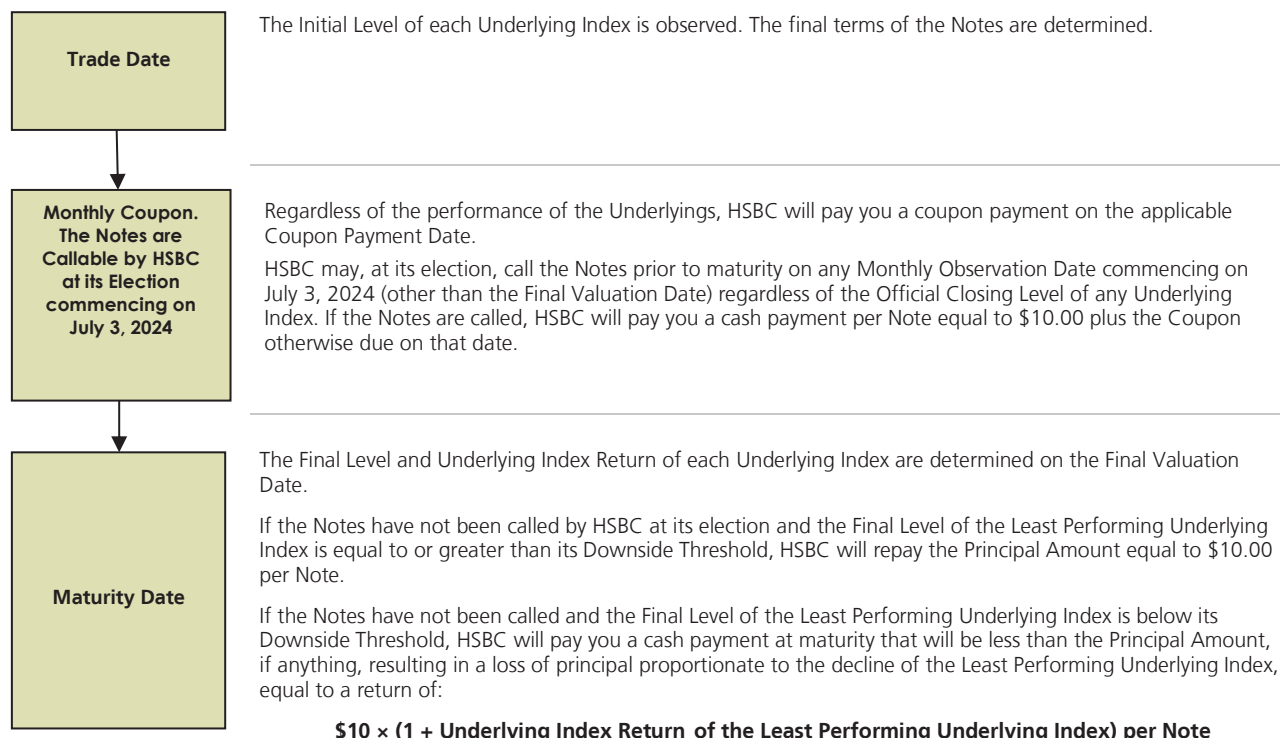 Trade Date
The Initial Level of each Underlying Index is observed. The final terms of the Notes are determined.
Monthly Coupon.
The Notes are
Callable by HSBC
at its Election
commencing on
July 3, 2024
Regardless of the performance of the Underlyings, HSBC will pay you a coupon payment on the applicable
Coupon Payment Date.
HSBC may, at its election, call the Notes prior to maturity on any Monthly Observation Date commencing on
July 3, 2024 (other than the Final Valuation Date) regardless of the Official Closing Level of any Underlying
Index. If the Notes are called, HSBC will pay you a cash payment per Note equal to $10.00 plus the Coupon
otherwise due on that date.
Maturity Date
The Final Level and Underlying Index Return of each Underlying Index are determined on the Final Valuation
Date.
If the Notes have not been called by HSBC at its election and the Final Level of the Least Performing Underlying
Index is equal to or greater than its Downside Threshold, HSBC will repay the Principal Amount equal to $10.00
per Note.
If the Notes have not been called and the Final Level of the Least Performing Underlying Index is below its
Downside Threshold, HSBC will pay you a cash payment at maturity that will be less than the Principal Amount,
if anything, resulting in a loss of principal proportionate to the decline of the Least Performing Underlying Index,
equal to a return of:
$10 × (1 + Underlying Index Return of the Least Performing Underlying Index) per Note